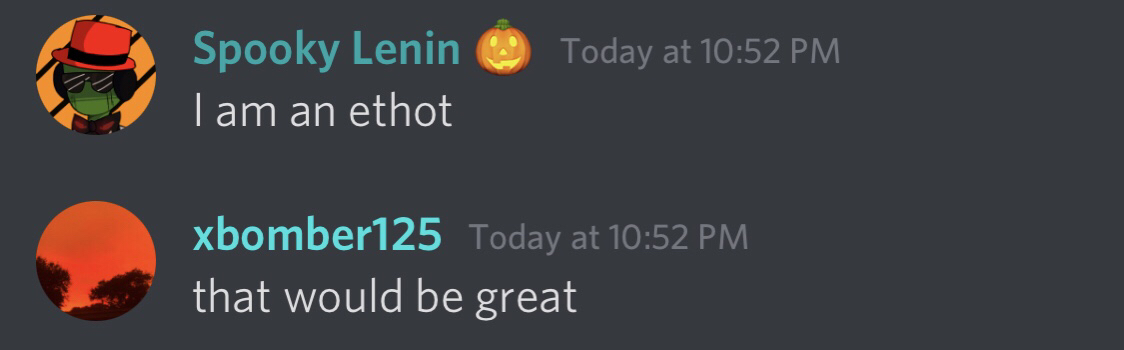 Spooky Lenin 🎃 Today at 10:52 PM
I am an ethot
xbomber125 Today at 10:52 PM
that would be great